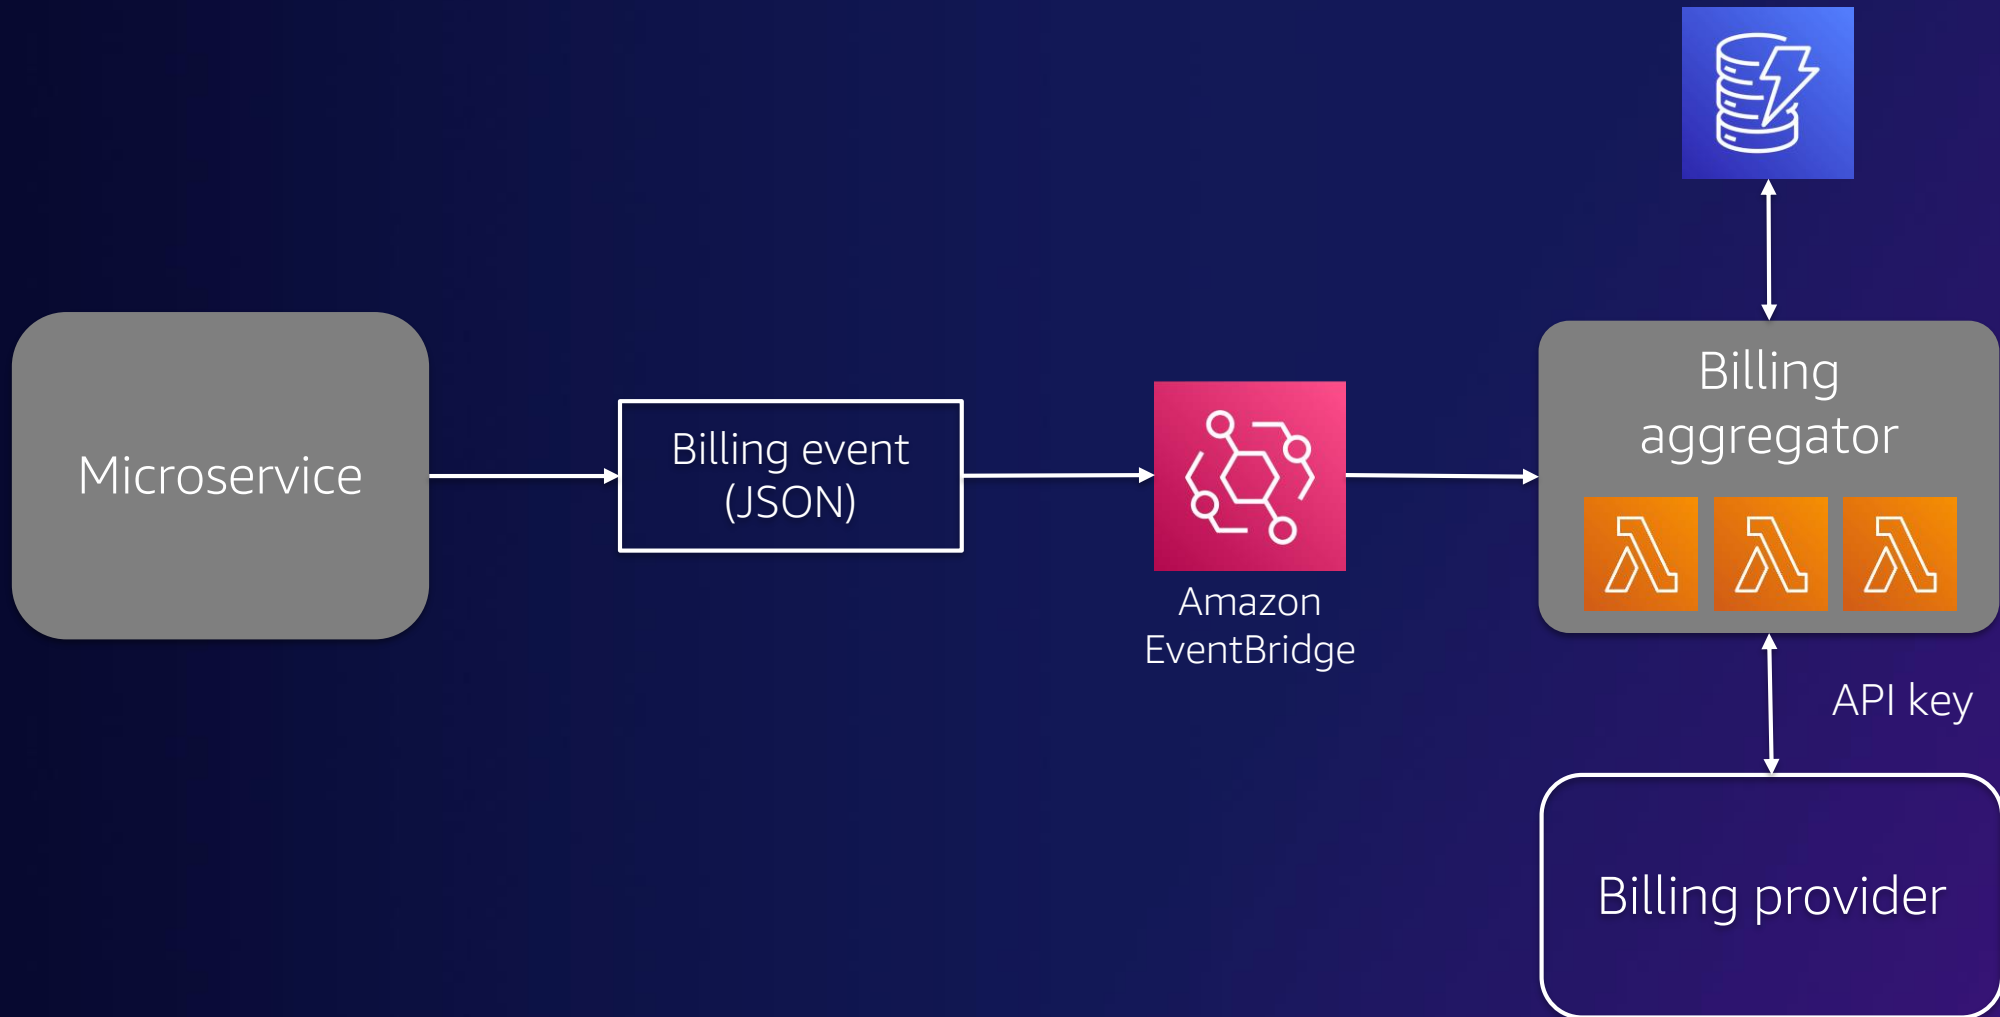 Microservice
Billing event
(JSON)
Amazon
EventBridge
Billing
aggregator
API key
Billing provider